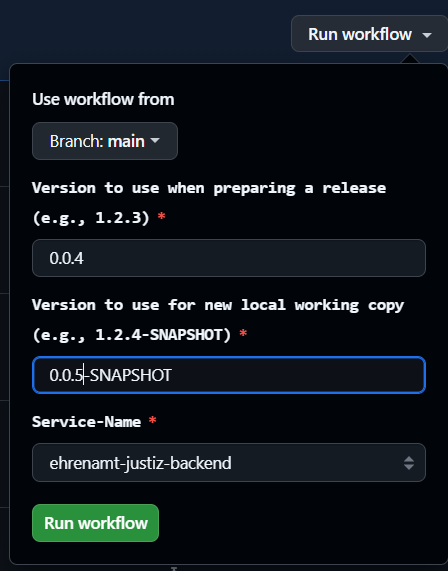 Run workflow
Use workflow from
Branch: main
Version to use when preparing a release
(e.g., 1.2.3) *
0.0.4
Version to use for new local working copy
(e.g., 1.2.4-SNAPSHOT) *
0.0.5-SNAPSHOT
Service-Name *
ehrenamt-justiz-backend
Run workflow